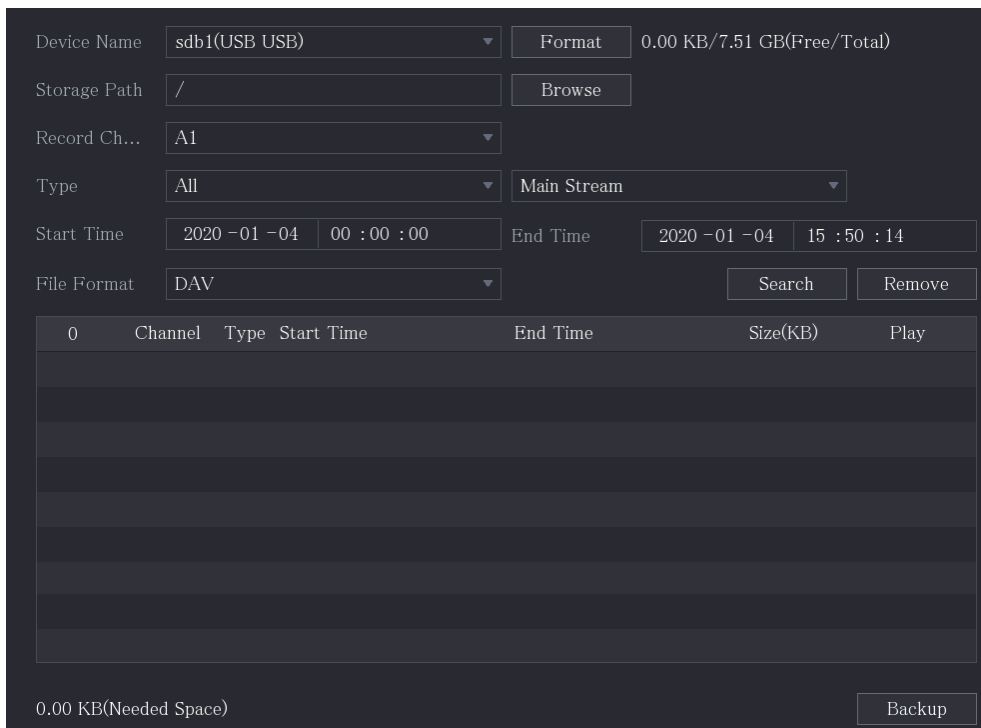 Device Name sdb1(USB USB) Format 0.00 KB/7.51 GB(Free/Total)
Storage Path / Browse
Record Ch... A1
Type All Main Stream
Start Time 2020 -01 -04 00 :00 :00 End Time 2020 -01 -04 15 :50 :14
File Format DAV Search Remove
0 Channel Type Start Time End Time Size(KB) Play
0.00 KB(Needed Space) Backup